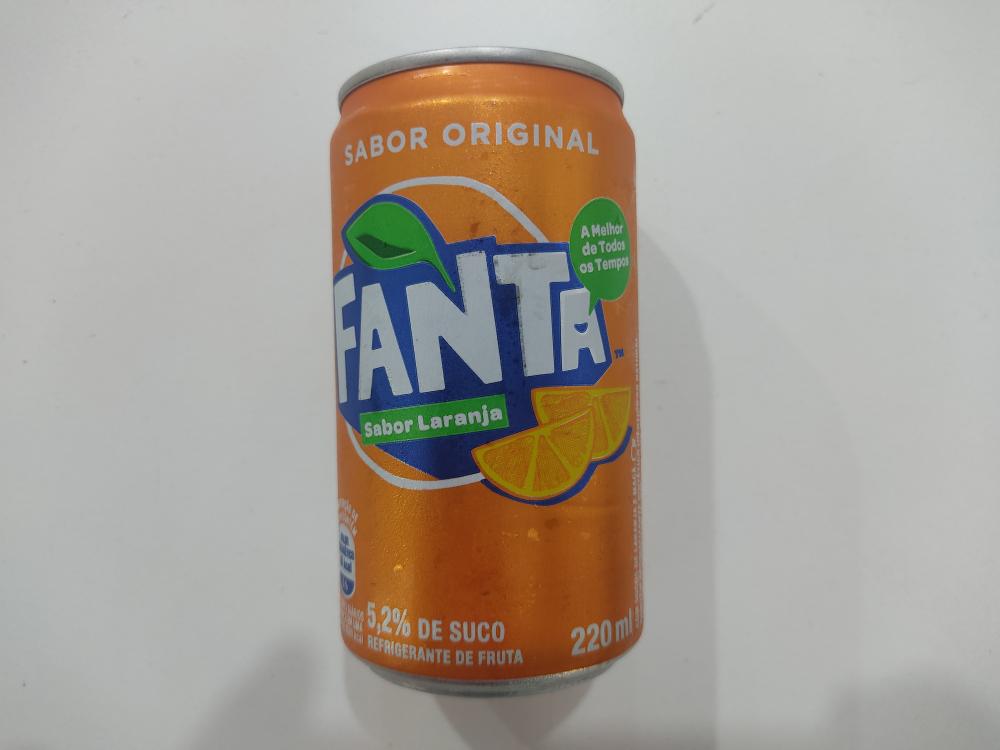 SABOR ORIGINAL
A Melhor
de Todos
os Tempos
FANTA
TM
Sabor Laranja
5,2% DE SUCO
REFRIGERANTE DE FRUTA
220 ml